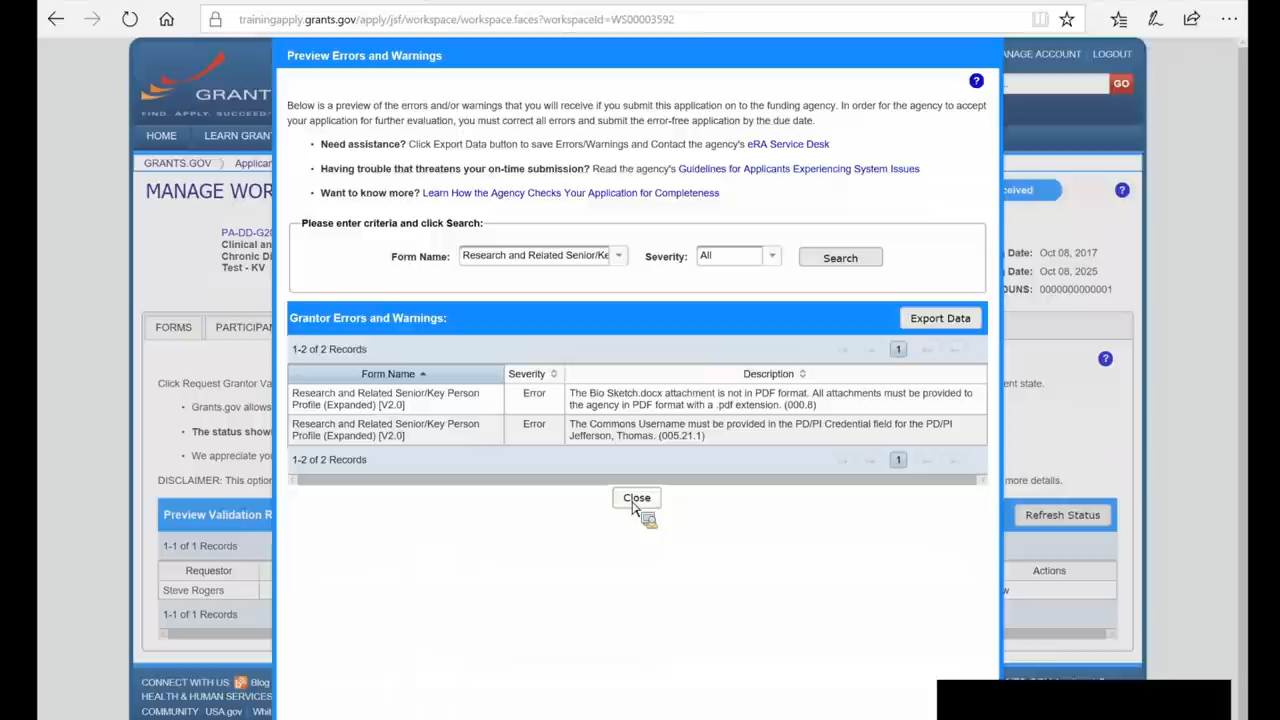 trainingapply.grants.gov/apply/jsf/workspace/workspace.faces?workspaceId=WS00003592
Preview Errors and Warnings
MANAGE ACCOUNT LOGOUT
GRANT
FIND. APPLY. SUCCEED.
GO
?
Below is a preview of the errors and/or warnings that you will receive if you submit this application on to the funding agency. In order for the agency to accept
your application for further evaluation, you must correct all errors and submit the error-free application by the due date.
HOME LEARN GRAN
• Need assistance? Click Export Data button to save Errors/Warnings and Contact the agency's eRA Service Desk
GRANTS.GOV Applican
• Having trouble that threatens your on-time submission? Read the agency's Guidelines for Applicants Experiencing System Issues
MANAGE WOR
ceived ?
• Want to know more? Learn How the Agency Checks Your Application for Completeness
Please enter criteria and click Search:
PA-DD-G20
Clinical an
Chronic Di
Test - KV
Form Name: Research and Related Senior/Ke Severity: All Search
Date: Oct 08, 2017
Date: Oct 08, 2025
DUNS: 0000000000001
Grantor Errors and Warnings: Export Data
FORMS PARTICIPAN
1-2 of 2 Records 1
?
Form Name Severity Description
Research and Related Senior/Key Person Error The Bio Sketch.docx attachment is not in PDF format. All attachments must be provided to
Profile (Expanded) [V2.0] the agency in PDF format with a .pdf extension. (000.8)
Research and Related Senior/Key Person Error The Commons Username must be provided in the PD/PI Credential field for the PD/PI
Profile (Expanded) [V2.0] Jefferson, Thomas. (005.21.1)
1-2 of 2 Records 1
Close
Click Request Grantor Va ent state.
• Grants.gov allows
• The status show
• We appreciate yo
DISCLAIMER: This optio more details.
Preview Validation R Refresh Status
1-1 of 1 Records
Requestor Actions
Steve Rogers w
1-1 of 1 Records
CONNECT WITH US Blog
HEALTH & HUMAN SERVICES
COMMUNITY USA.gov Whit